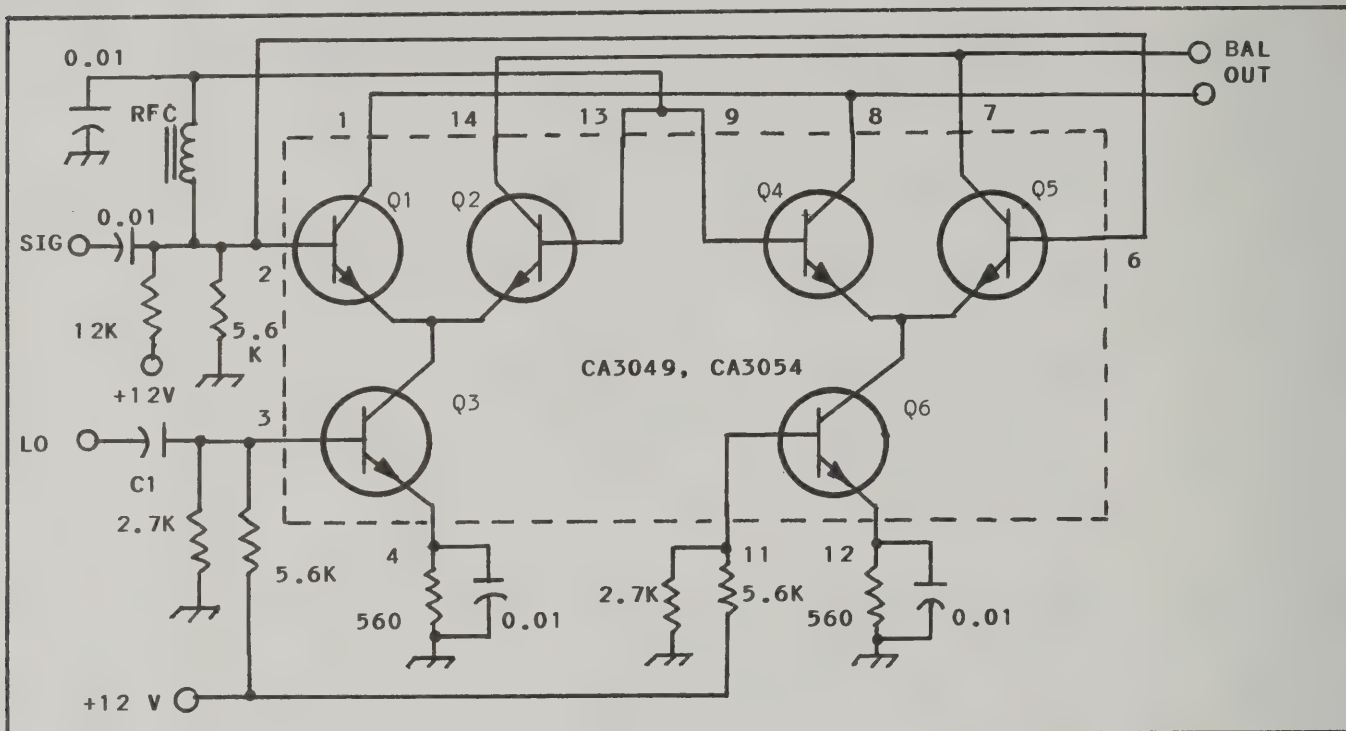 0.01
BAL
OUT
RFC
1
14
13
9
8
7
Q1
Q2
Q4
Q5
0.01
SIG
2
6
12K
5.6
K
+12V
CA3049, CA3054
3
Q3
Q6
LO
C1
2.7K
5.6K
4
560
0.01
11
12
2.7K
5.6K
560
0.01
+12 V